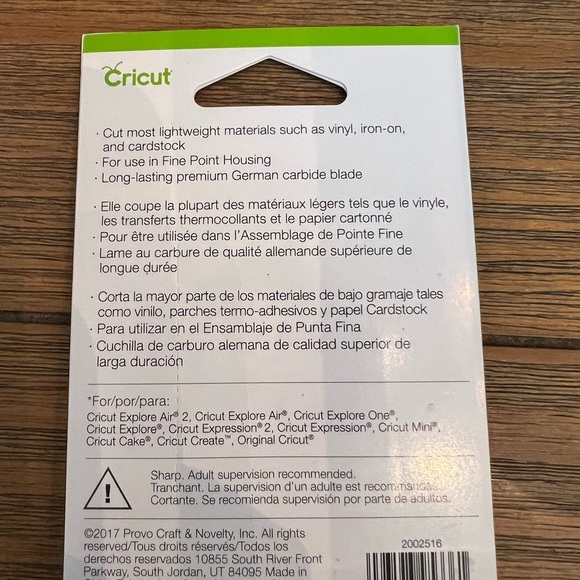 Cricut
· Cut most lightweight materials such as vinyl, iron-on,
and cardstock
· For use in Fine Point Housing
· Long-lasting premium German carbide blade
· Elle coupe la plupart des matériaux légers tels que le vinyle,
les transferts thermocollants et le papier cartonné
· Pour être utilisée dans l'Assemblage de Pointe Fine
· Lame au carbure de qualité allemande supérieure de
longue durée
· Corta la mayor parte de los materiales de bajo gramaje tales
como vinilo, parches termo-adhesivos y papel Cardstock
· Para utilizar en el Ensamblaje de Punta Fina
· Cuchilla de carburo alemana de calidad superior de
larga duración
*For/por/para:
Cricut Explore Air® 2, Cricut Explore Air®, Cricut Explore One®,
Cricut Explore®, Cricut Expression® 2, Cricut Expression®, Cricut Mini®,
Cricut Cake®, Cricut Create™, Original Cricut®
Sharp. Adult supervision recommended.
Tranchant. La supervision d'un adulte est recommandée.
Cortante. Se recomienda supervisión por parte de adultos.
©2017 Provo Craft & Novelty, Inc. All rights
reserved/Tous droits réservés/Todos los
derechos reservados 10855 South River Front
Parkway, South Jordan, UT 84095 Made in
2002516